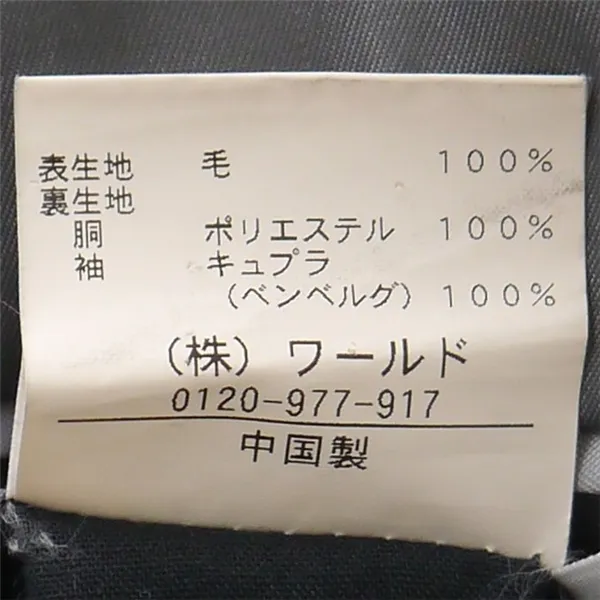 表生地 毛 100%
裏生地
胴 ポリエステル 100%
袖 キュプラ
(ベンベルグ) 100%
(株) ワールド
0120-977-917
中国製